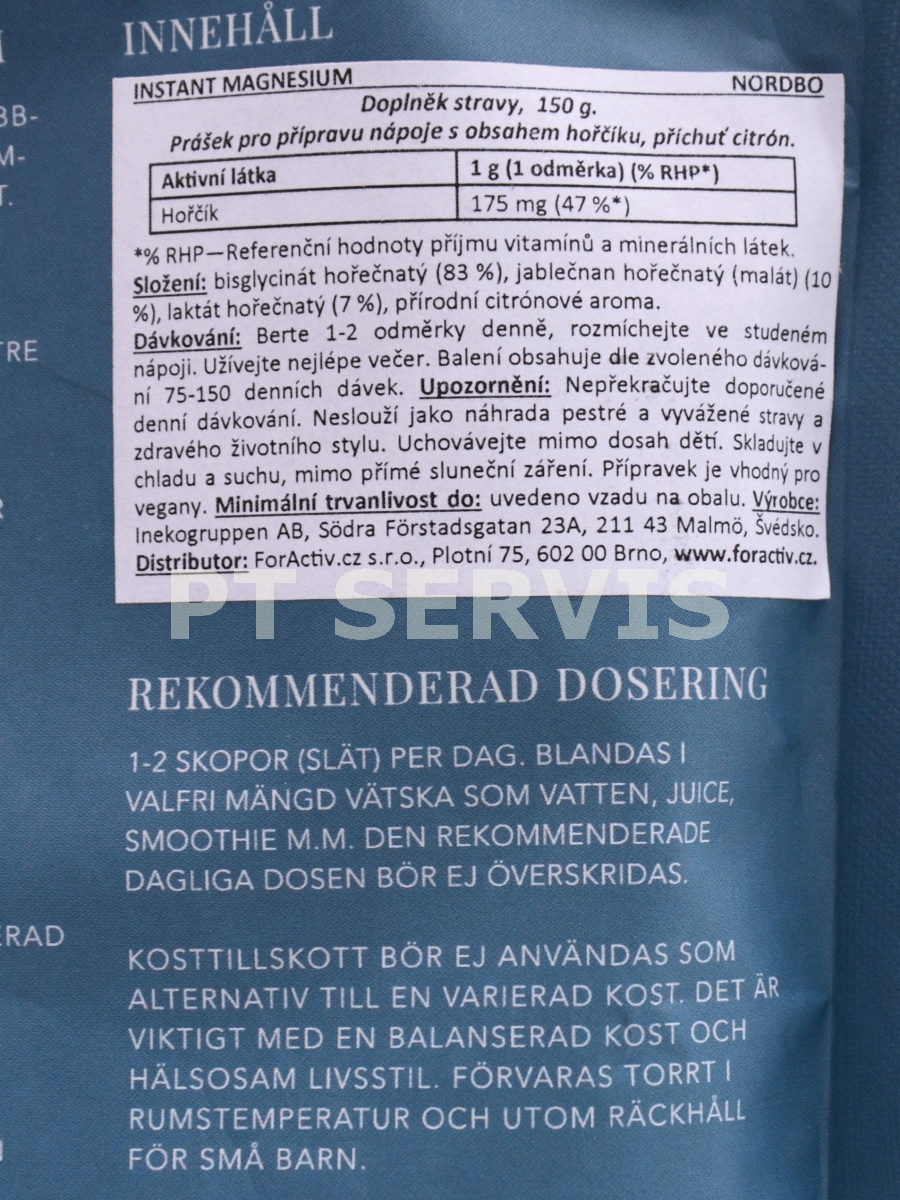 INNEHÅLL
INSTANT MAGNESIUM NORDBO
Doplněk stravy, 150 g.
Prášek pro přípravu nápoje s obsahem hořčíku, příchuť citrón.
Aktivní látka 1 g (1 odměrka) (% RHP*)
Hořčík 175 mg (47 %*)
*% RHP—Referenční hodnoty příjmu vitamínů a minerálních látek.
Složení: bisglycinát hořečnatý (83 %), jablečnan hořečnatý (malát) (10
%), laktát hořečnatý (7 %), přírodní citrónové aroma.
Dávkování: Berte 1-2 odměrky denně, rozmíchejte ve studeném
nápoji. Užívejte nejlépe večer. Balení obsahuje dle zvoleného dávková-
ní 75-150 denních dávek. Upozornění: Nepřekračujte doporučené
denní dávkování. Neslouží jako náhrada pestré a vyvážené stravy a
zdravého životního stylu. Uchovávejte mimo dosah dětí. Skladujte v
chladu a suchu, mimo přímé sluneční záření. Přípravek je vhodný pro
vegany. Minimální trvanlivost do: uvedeno vzadu na obalu. Výrobce:
Inekogruppen AB, Södra Förstadsgatan 23A, 211 43 Malmö, Švédsko.
Distributor: ForActiv.cz s.r.o., Plotní 75, 602 00 Brno, www.foractiv.cz.
PT SERVIS
REKOMMENDERAD DOSERING
1-2 SKOPOR (SLÄT) PER DAG. BLANDAS I
VALFRI MÄNGD VÄTSKA SOM VATTEN, JUICE,
SMOOTHIE M.M. DEN REKOMMENDERADE
DAGLIGA DOSEN BÖR EJ ÖVERSKRIDAS.
KOSTTILLSKOTT BÖR EJ ANVÄNDAS SOM
ALTERNATIV TILL EN VARIERAD KOST. DET ÄR
VIKTIGT MED EN BALANSERAD KOST OCH
HÄLSOSAM LIVSSTIL. FÖRVARAS TORRT I
RUMSTEMPERATUR OCH UTOM RÄCKHÅLL
FÖR SMÅ BARN.